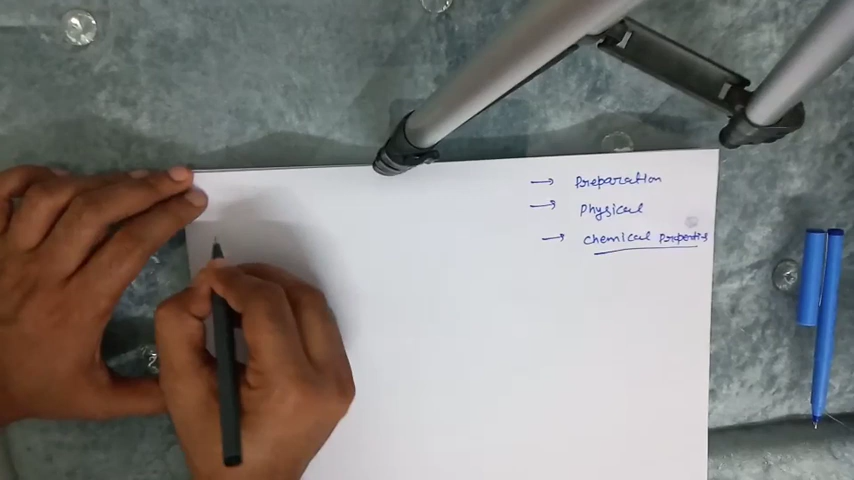 → Preparation
→ Physical
→ Chemical Properties